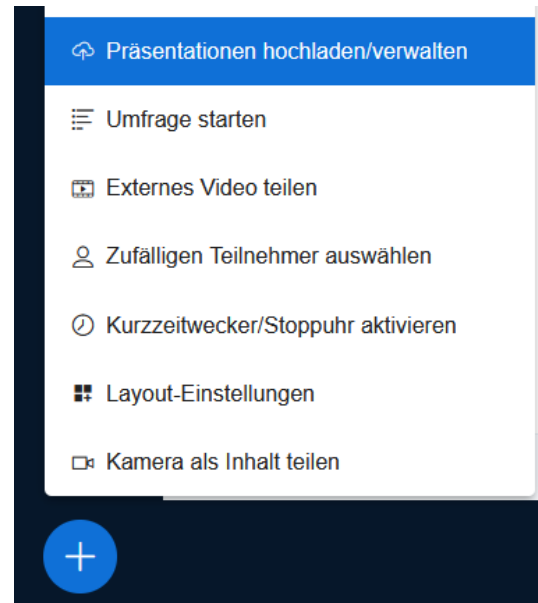 Präsentationen hochladen/verwalten
Umfrage starten
Externes Video teilen
Zufälligen Teilnehmer auswählen
Kurzzeitwecker/Stoppuhr aktivieren
Layout-Einstellungen
Kamera als Inhalt teilen